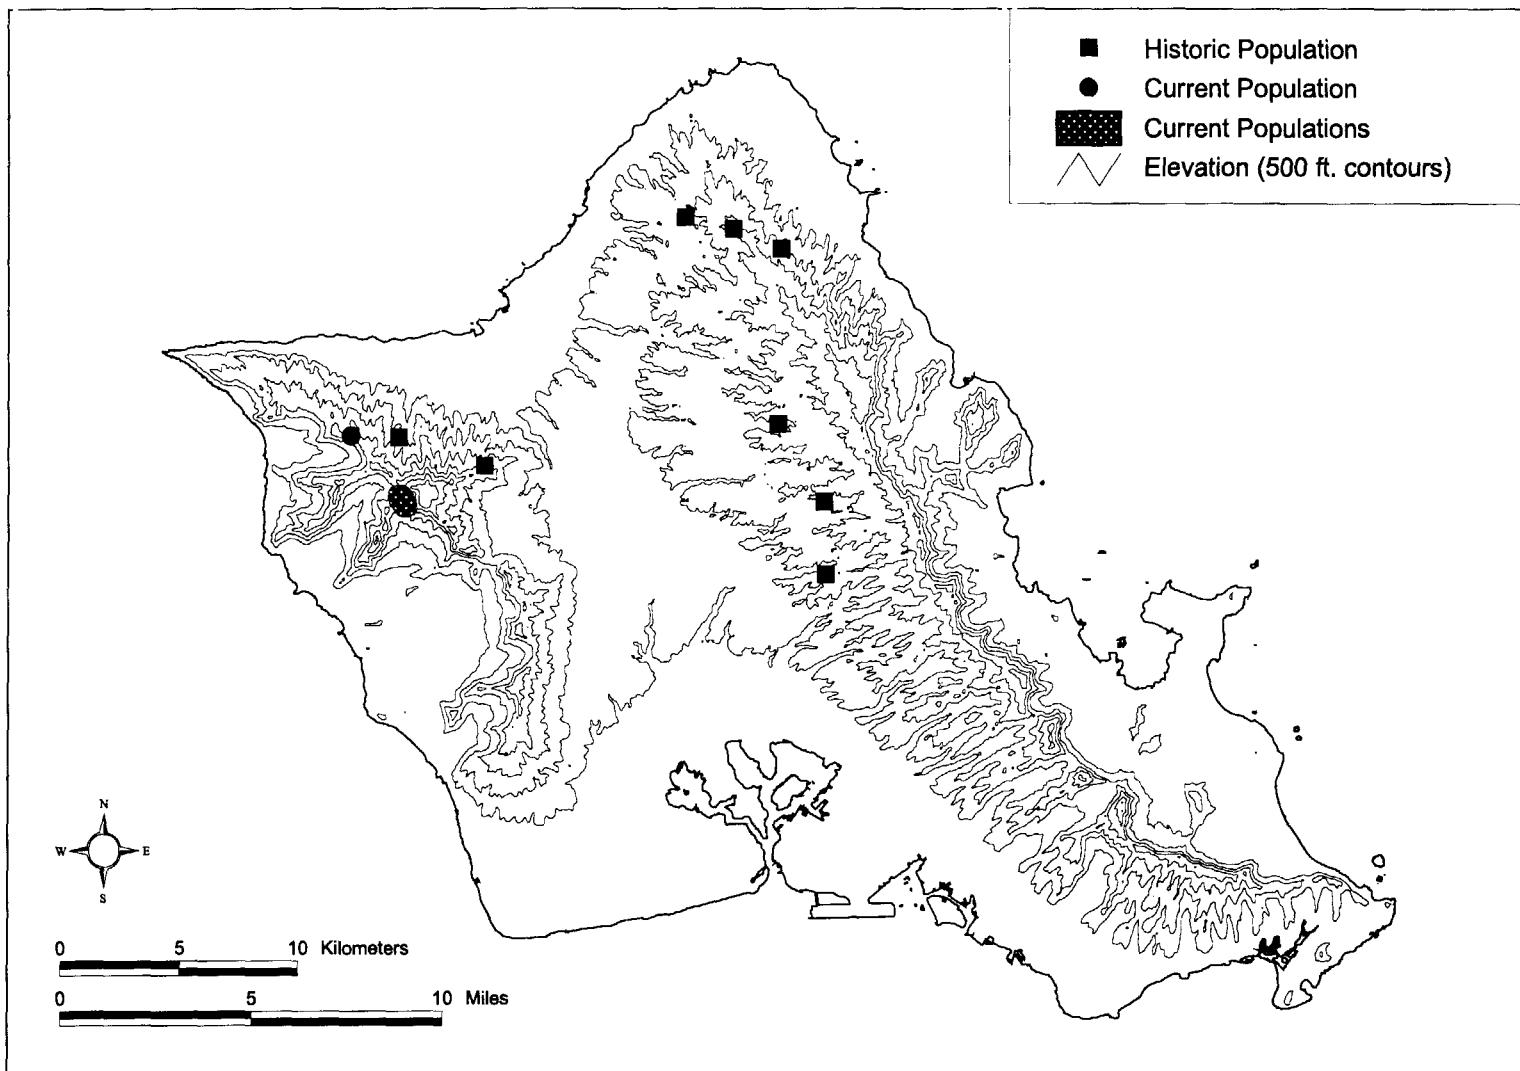 Historic Population
Current Population
Current Populations
Elevation (500 ft. contours)
N
W E
S
0 5 10 Kilometers
0 5 10 Miles